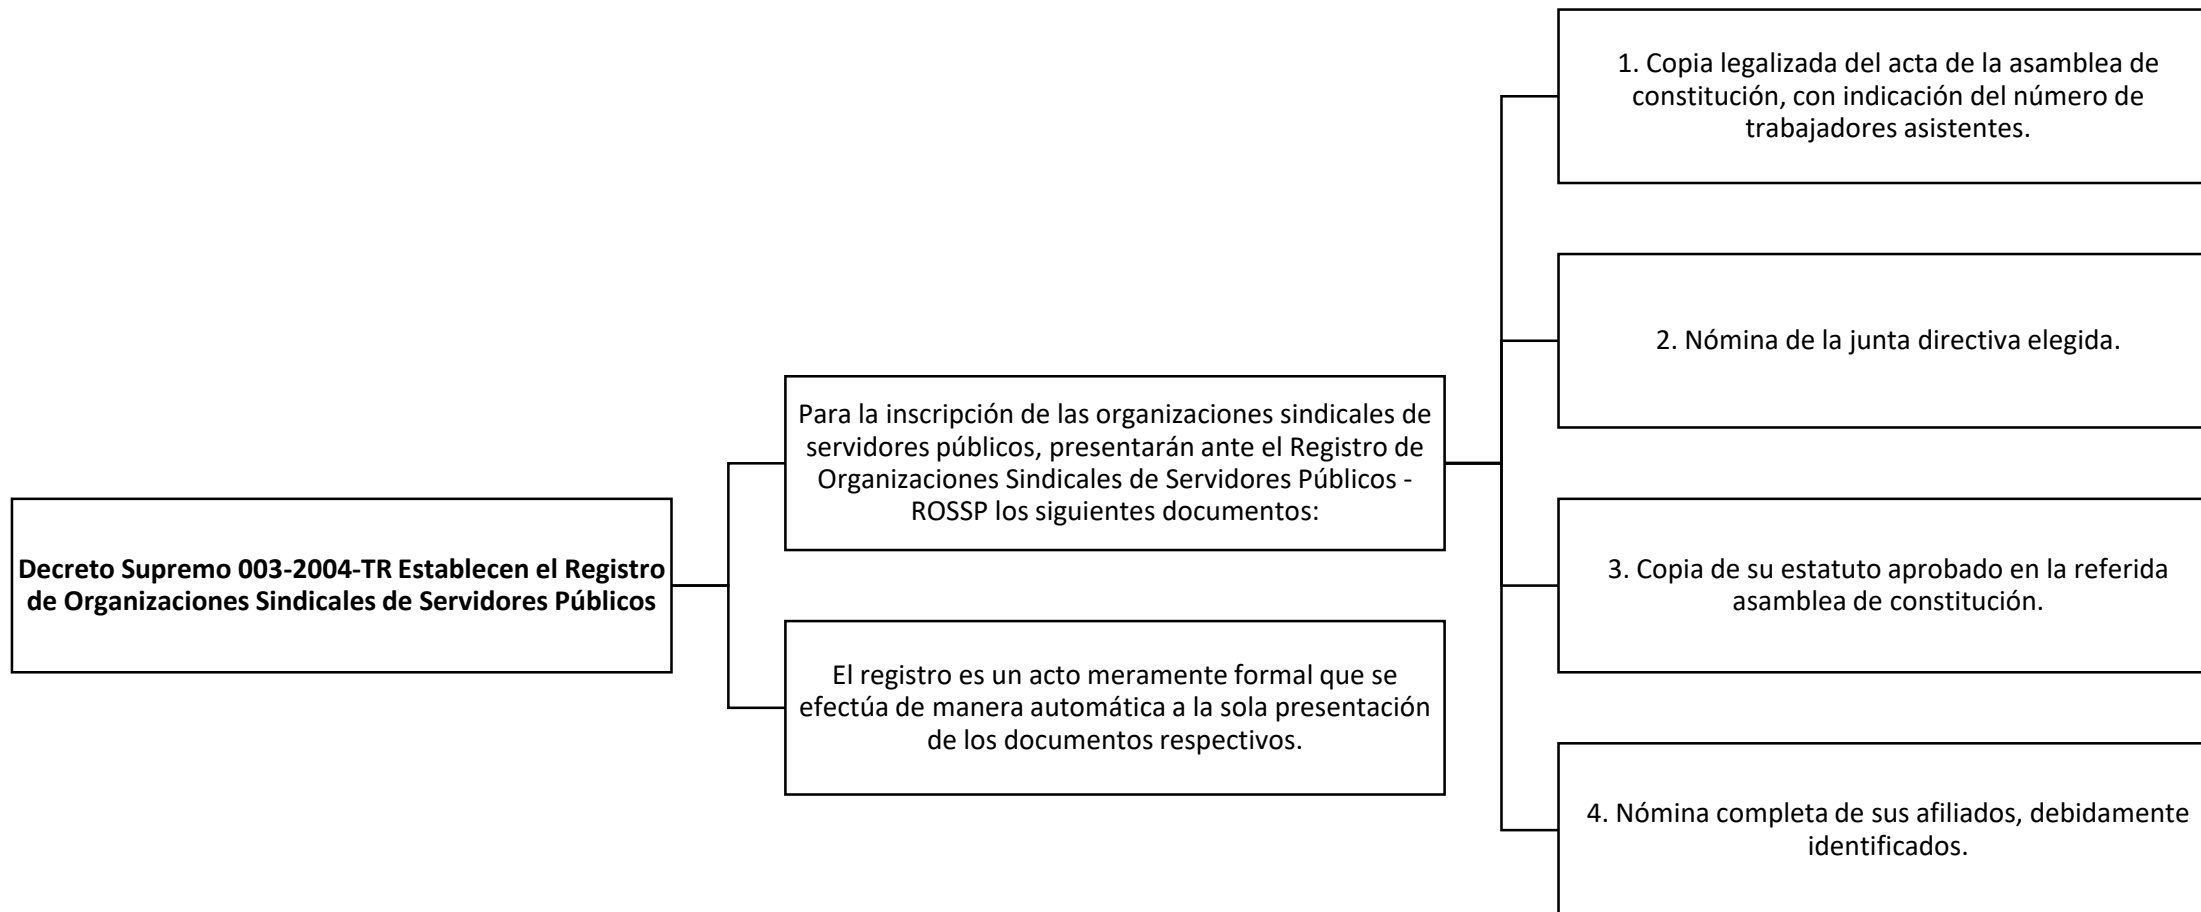 Decreto Supremo 003-2004-TR Establecen el Registro
de Organizaciones Sindicales de Servidores Públicos
Para la inscripción de las organizaciones sindicales de
servidores públicos, presentarán ante el Registro de
Organizaciones Sindicales de Servidores Públicos -
ROSSP los siguientes documentos:
1. Copia legalizada del acta de la asamblea de
constitución, con indicación del número de
trabajadores asistentes.
2. Nómina de la junta directiva elegida.
3. Copia de su estatuto aprobado en la referida
asamblea de constitución.
4. Nómina completa de sus afiliados, debidamente
identificados.
El registro es un acto meramente formal que se
efectúa de manera automática a la sola presentación
de los documentos respectivos.